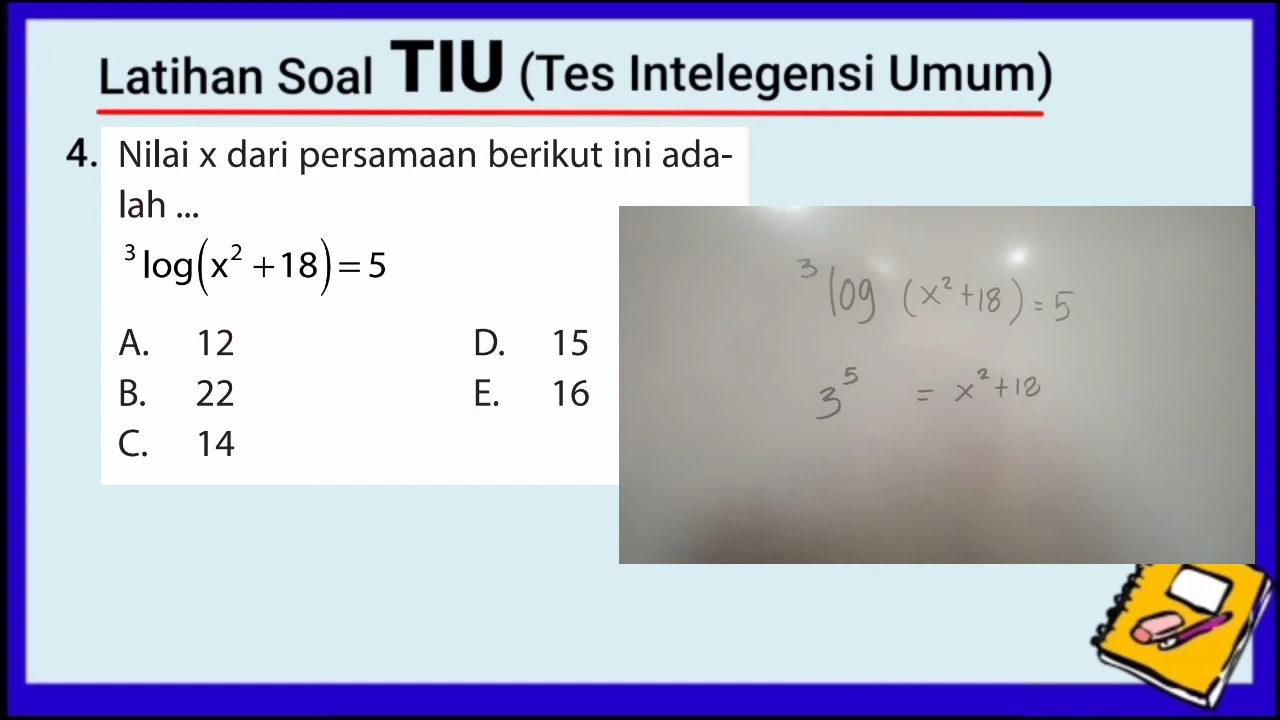 Latihan Soal TIU (Tes Intelegensi Umum)
4. Nilai x dari persamaan berikut ini ada-
lah ...
³log(x² + 18) = 5
A. 12
B. 22
C. 14
D. 15
E. 16
³log (x² + 18) = 5
3⁵ = x² + 18